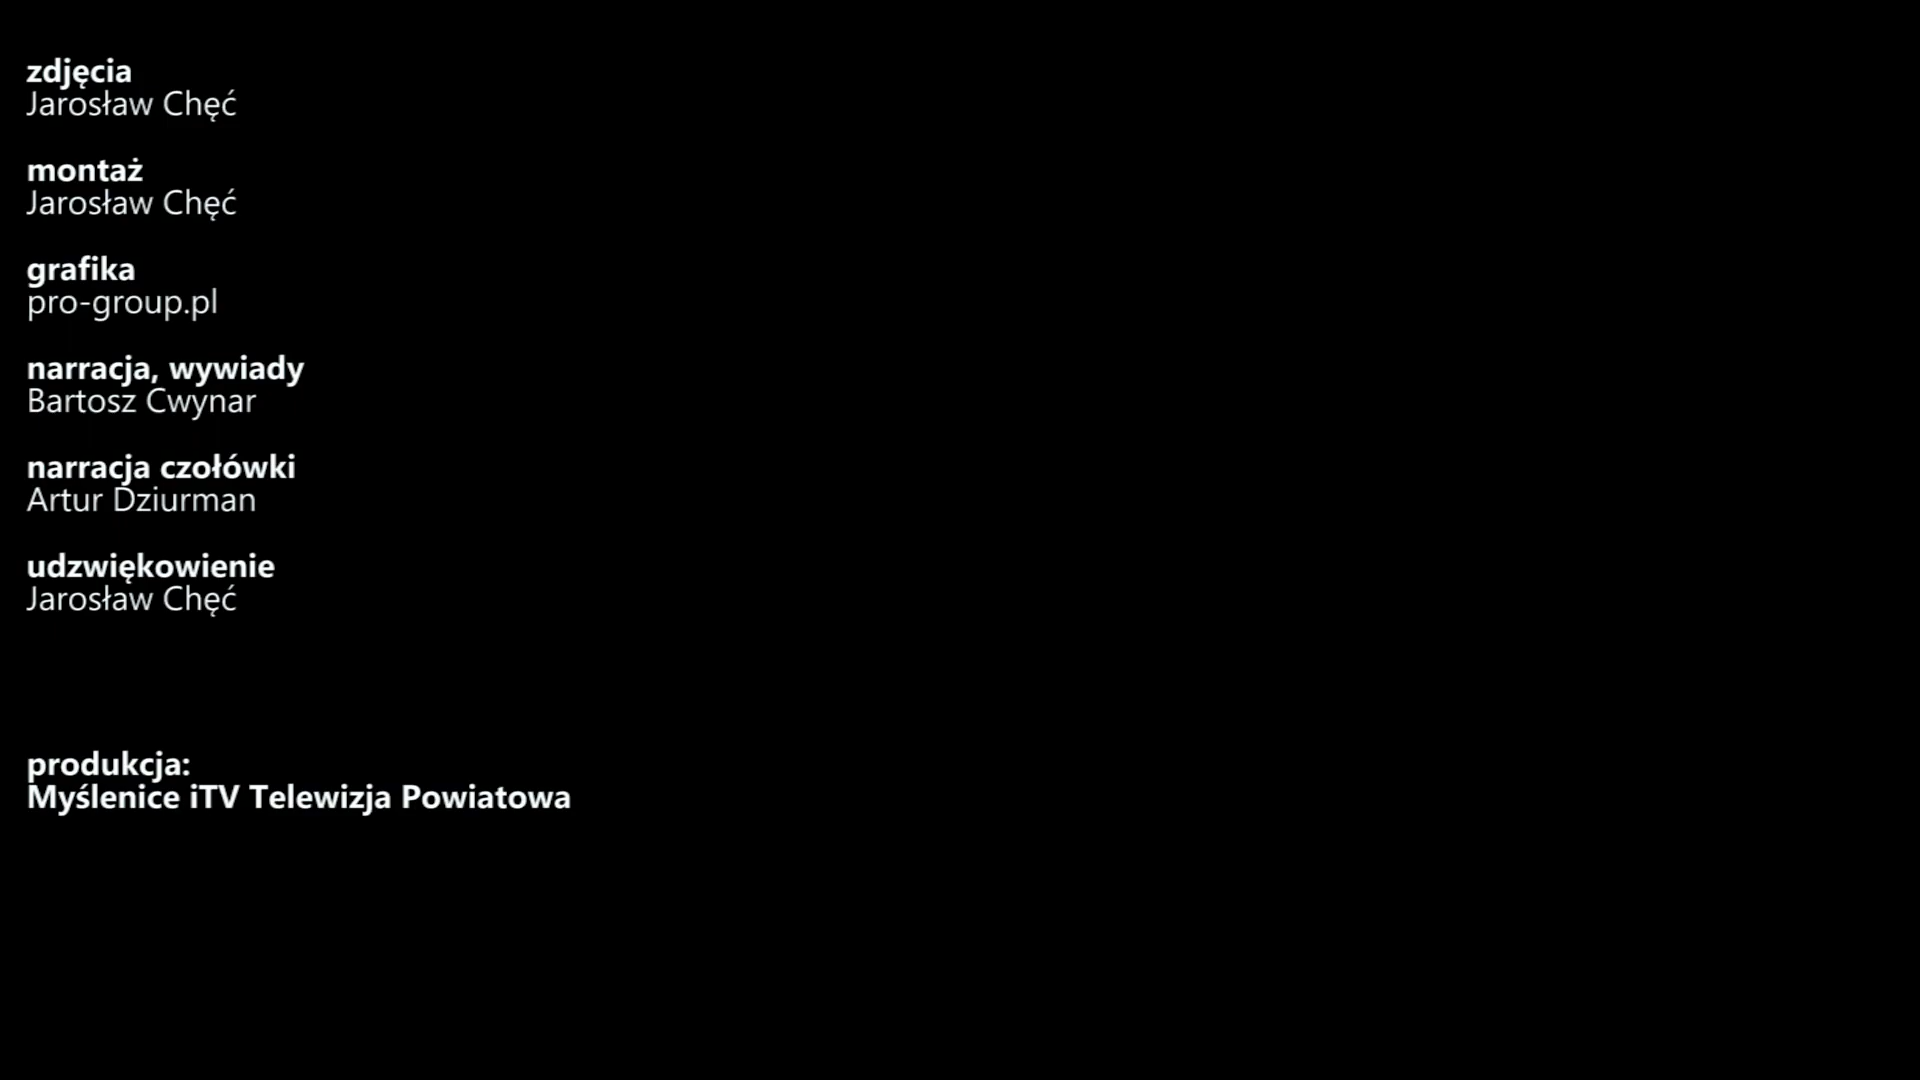 zdjęcia
Jarosław Chęć
montaż
Jarosław Chęć
grafika
pro-group.pl
narracja, wywiady
Bartosz Cwynar
narracja czołówki
Artur Dziurman
udzwiękowienie
Jarosław Chęć
produkcja:
Myślenice iTV Telewizja Powiatowa